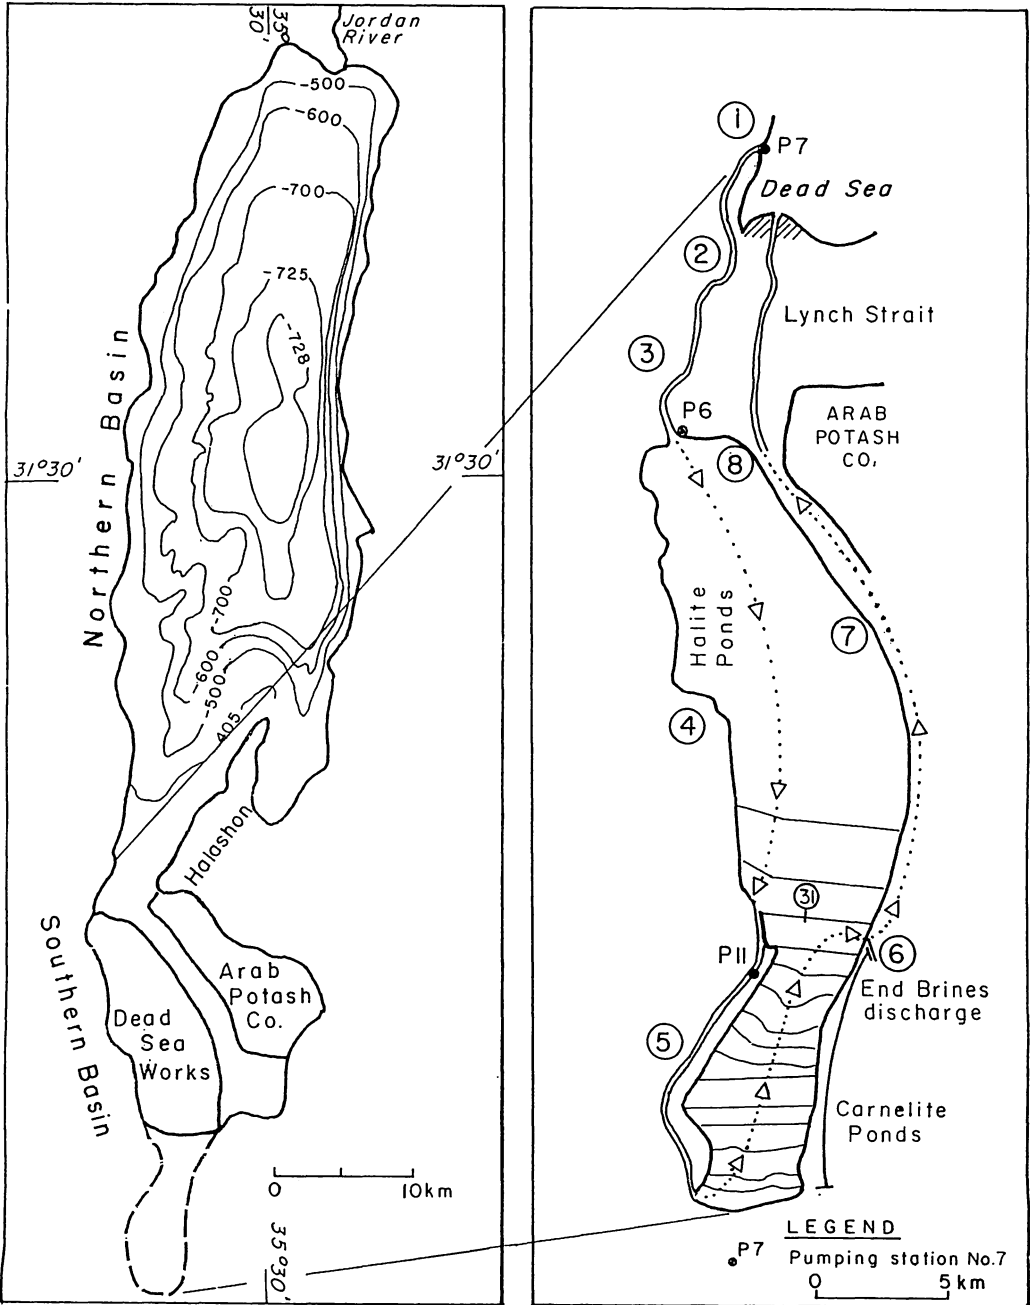 35°
30'
Jordan
River
-500
-600
-700
-725
-728
Northern Basin
31°30'
31°30'
-700
-600
-500
405
Halashon
Southern Basin
Arab
Potash
Co.
Dead
Sea
Works
0 10km
35°30'
1
P7
Dead Sea
2
Lynch Strait
3
P6
ARAB
POTASH
CO.
8
Halite
Ponds
7
4
31
P11
6
End Brines
discharge
5
Carnelite
Ponds
LEGEND
P7
Pumping station No.7
0 5km